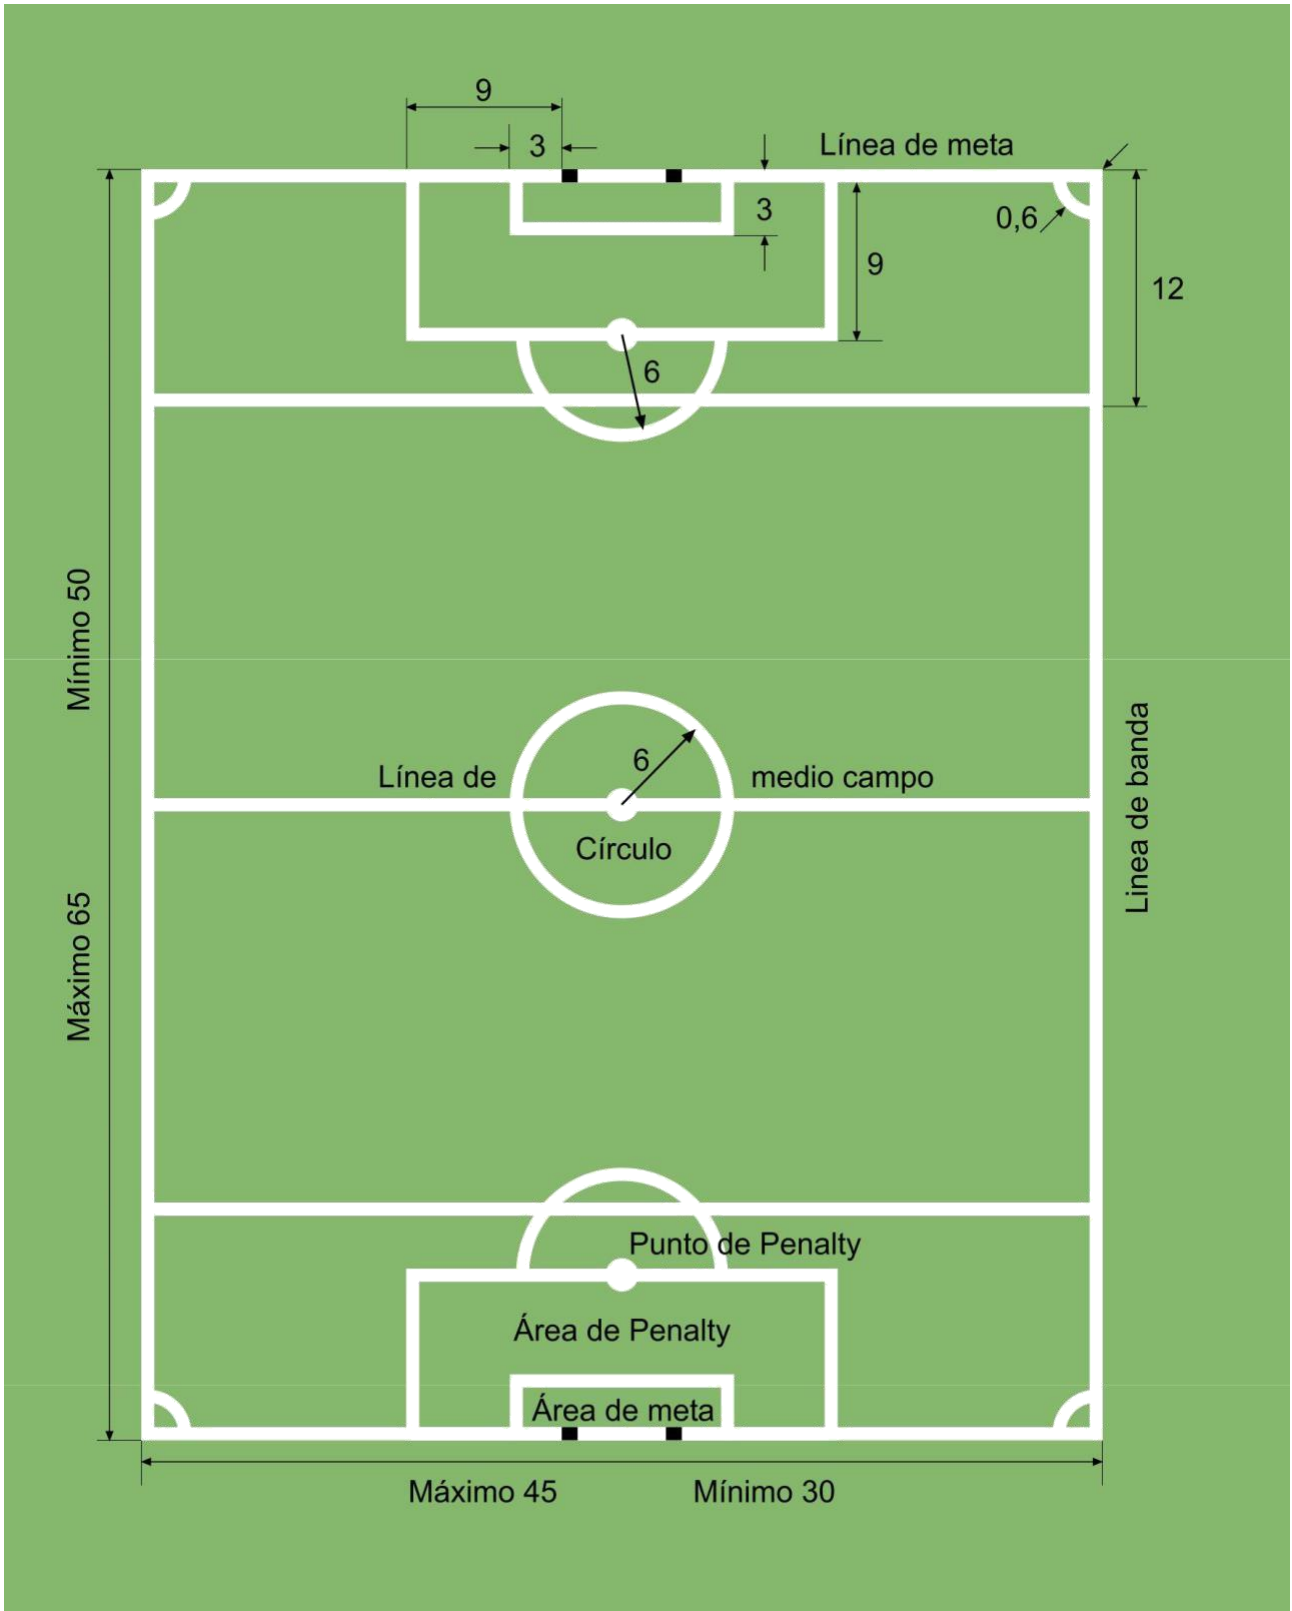 9
3
Línea de meta
3
0,6
9
12
6
Mínimo 50
6
Línea de
medio campo
Círculo
Linea de banda
Máximo 65
Punto de Penalty
Área de Penalty
Área de meta
Máximo 45
Mínimo 30